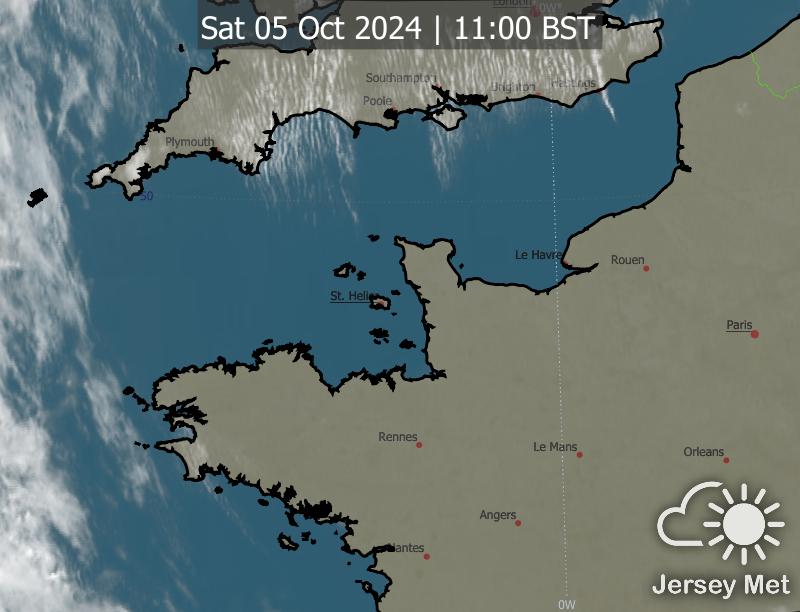 London
0W°
Sat 05 Oct 2024 | 11:00 BST
Southampton
Brighton
Hastings
Poole
Plymouth
50
Le Havre
Rouen
St. Helier
Paris
Rennes
Le Mans
Orleans
Angers
Nantes
Jersey Met
0W